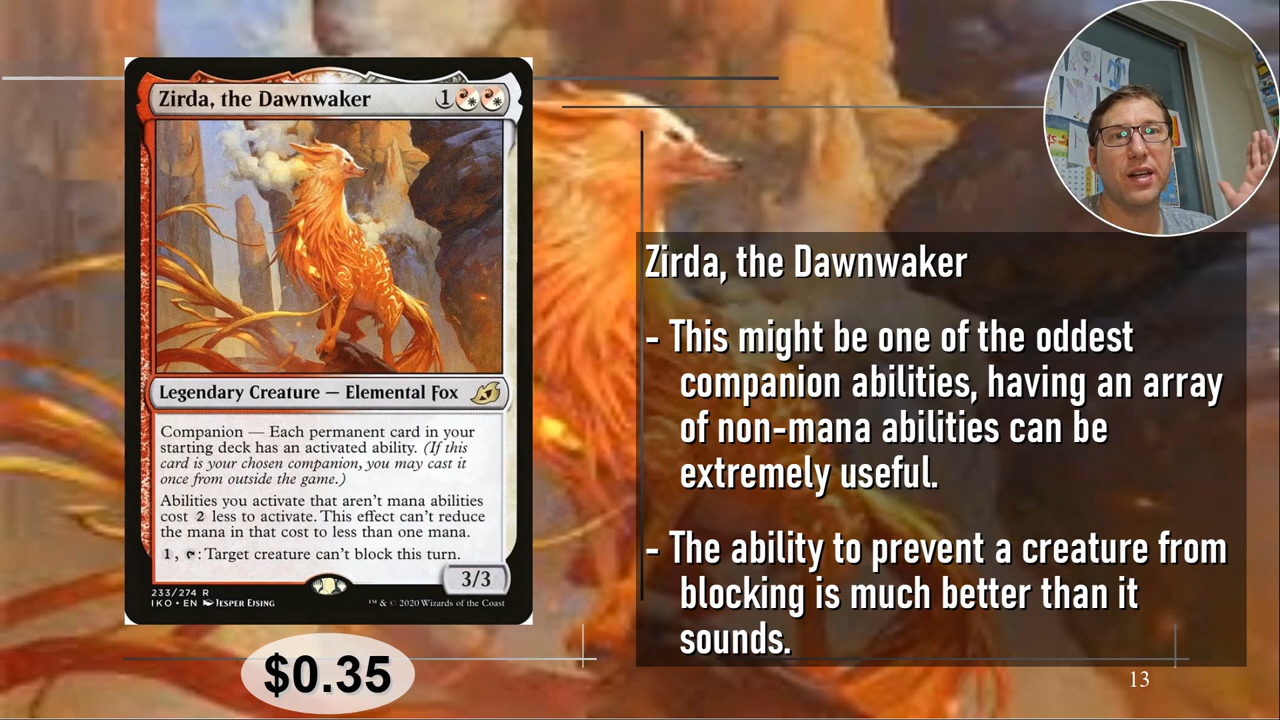 Zirda, the Dawnwaker
1
Legendary Creature — Elemental Fox
Companion — Each permanent card in your
starting deck has an activated ability. (If this
card is your chosen companion, you may cast it
once from outside the game.)
Abilities you activate that aren't mana abilities
cost 2 less to activate. This effect can't reduce
the mana in that cost to less than one mana.
1, : Target creature can't block this turn.
3/3
233/274 R
IKO • EN Jesper Ejsing
™ & © 2020 Wizards of the Coast
$0.35
Zirda, the Dawnwaker
- This might be one of the oddest
companion abilities, having an array
of non-mana abilities can be
extremely useful.
- The ability to prevent a creature from
blocking is much better than it
sounds.
13